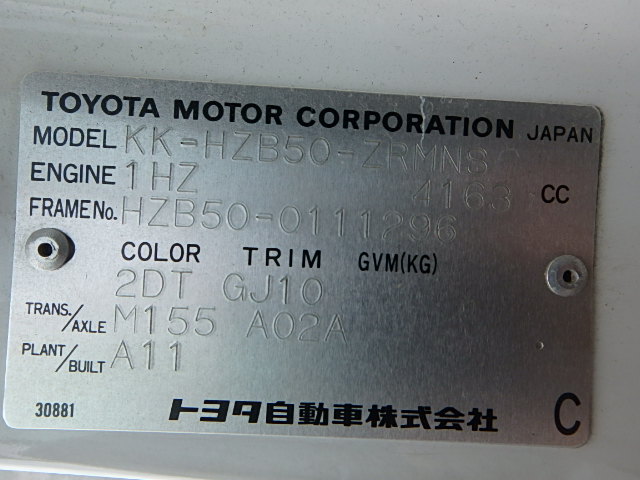 TOYOTA MOTOR CORPORATION JAPAN
MODEL KK-HZB50-ZRMNS
ENGINE 1HZ 4163 CC
FRAME No. HZB50-0111296
COLOR TRIM GVM(KG)
2DT GJ10
TRANS./AXLE M155 A02A
PLANT/BUILT A11
30881 トヨタ自動車株式会社 C